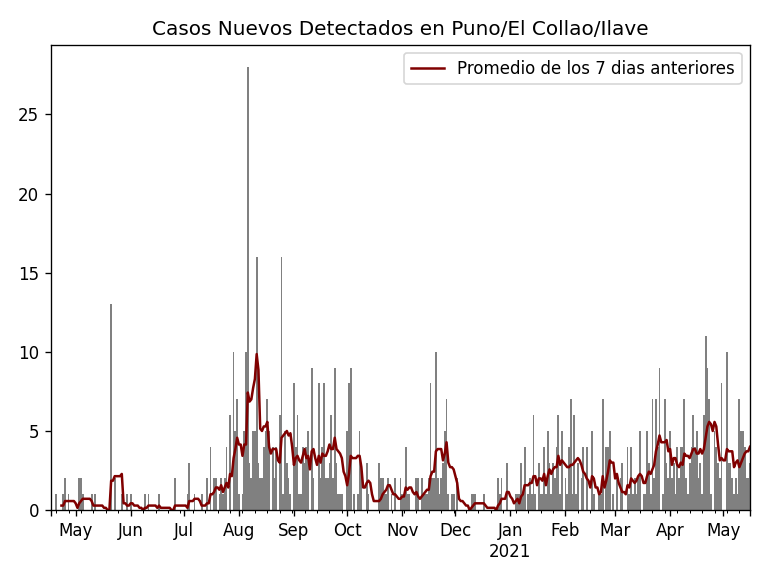 Casos Nuevos Detectados en Puno/El Collao/Ilave
Promedio de los 7 dias anteriores
25
20
15
10
5
0
May Jun Jul Aug Sep Oct Nov Dec Jan Feb Mar Apr May
2021